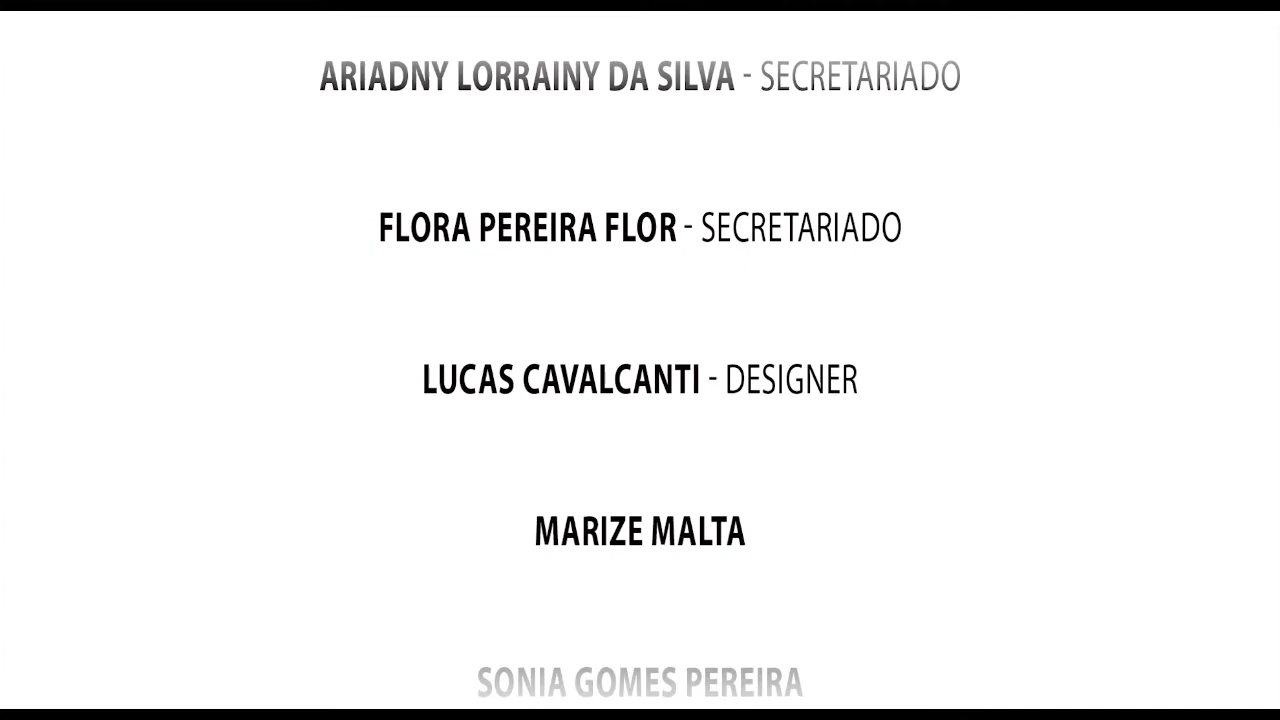 ARIADNY LORRAINY DA SILVA - SECRETARIADO
FLORA PEREIRA FLOR - SECRETARIADO
LUCAS CAVALCANTI - DESIGNER
MARIZE MALTA
SONIA GOMES PEREIRA